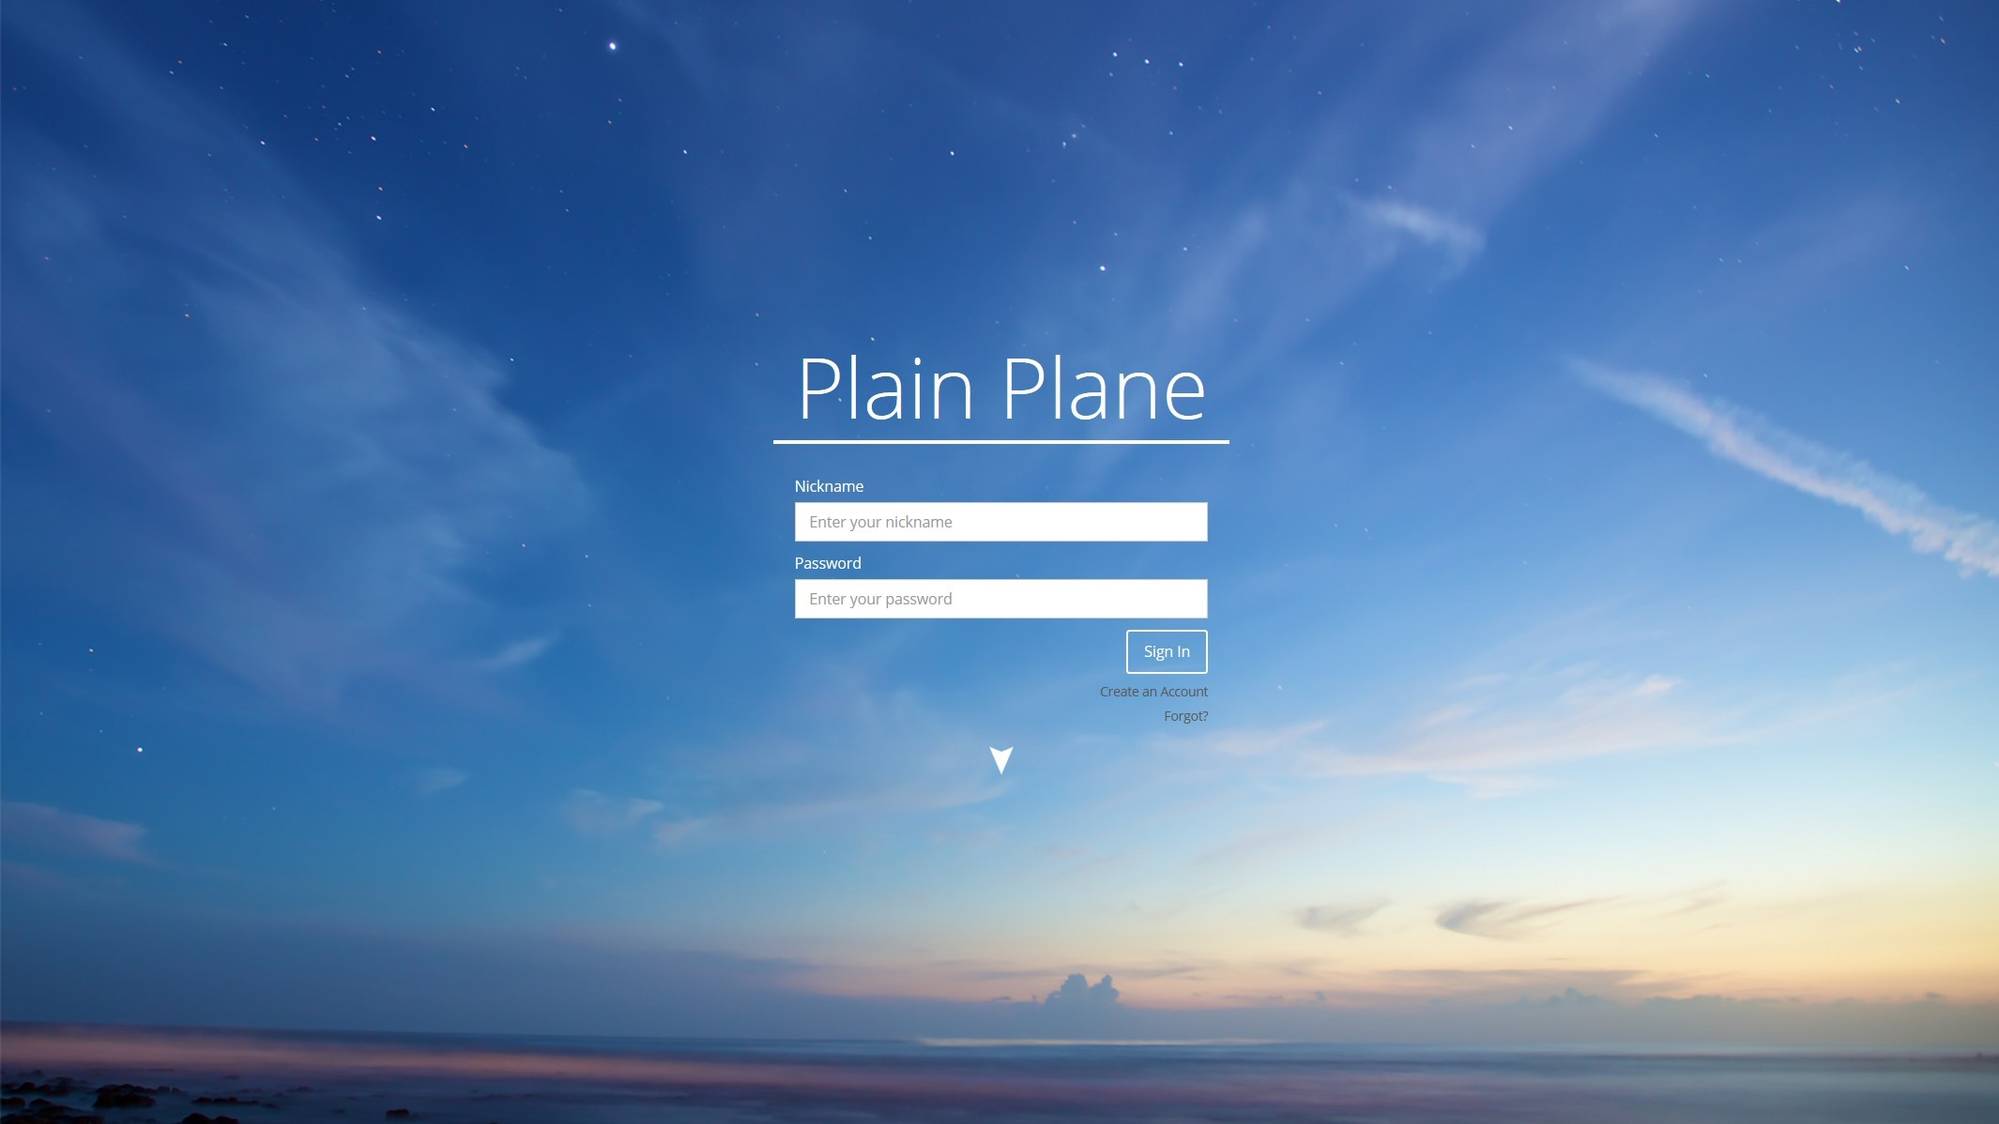 Plain Plane
Nickname
Enter your nickname
Password
Enter your password
Sign In
Create an Account
Forgot?